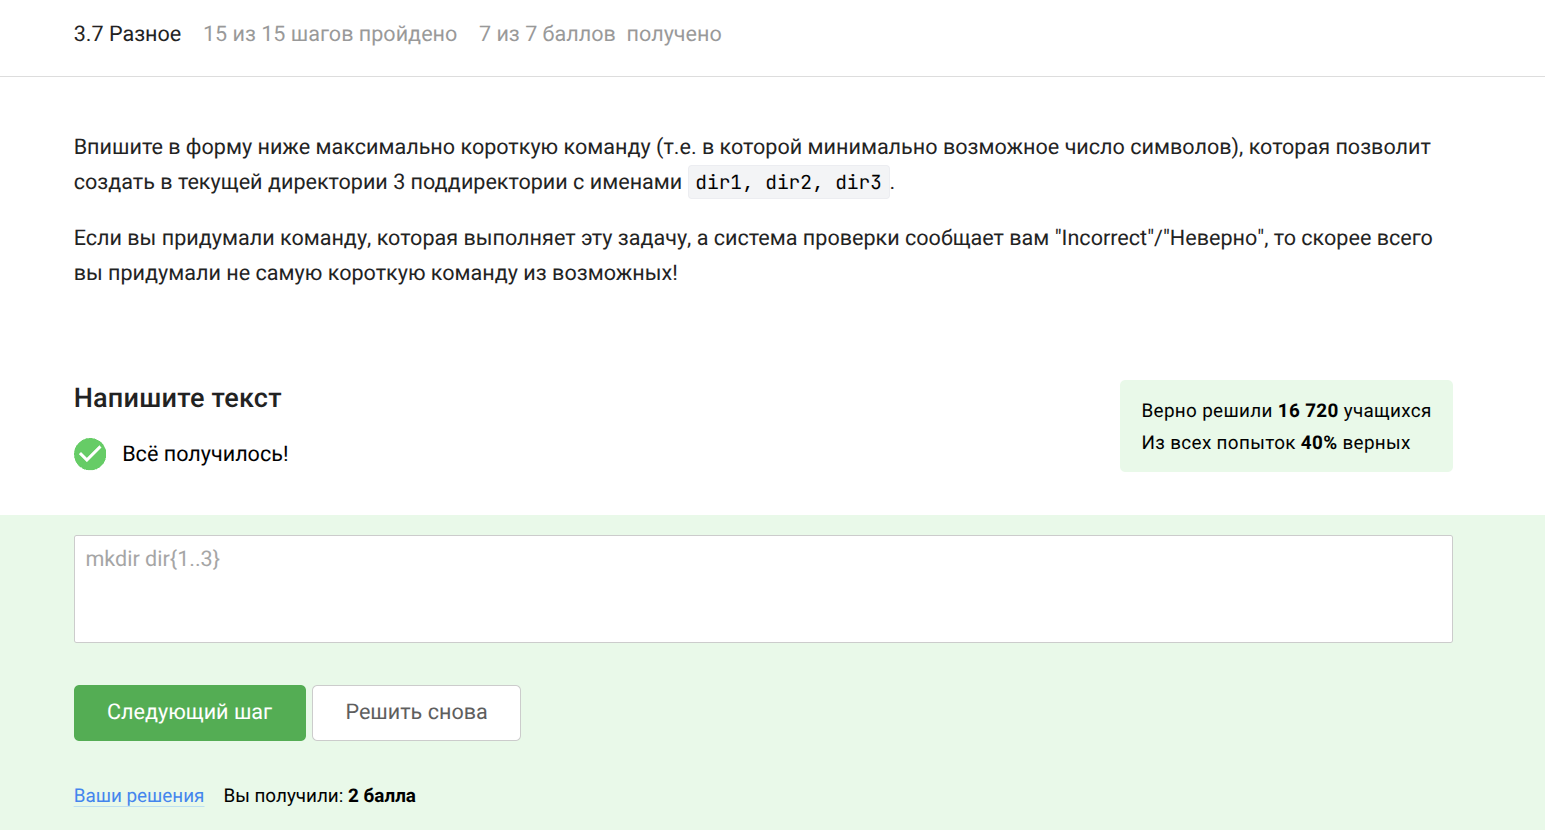 3.7 Разное 15 из 15 шагов пройдено 7 из 7 баллов получено
Впишите в форму ниже максимально короткую команду (т.е. в которой минимально возможное число символов), которая позволит
создать в текущей директории 3 поддиректории с именами dir1, dir2, dir3.
Если вы придумали команду, которая выполняет эту задачу, а система проверки сообщает вам "Incorrect"/"Неверно", то скорее всего
вы придумали не самую короткую команду из возможных!
Напишите текст
Всё получилось!
Верно решили 16 720 учащихся
Из всех попыток 40% верных
mkdir dir{1..3}
Следующий шаг Решить снова
Ваши решения Вы получили: 2 балла